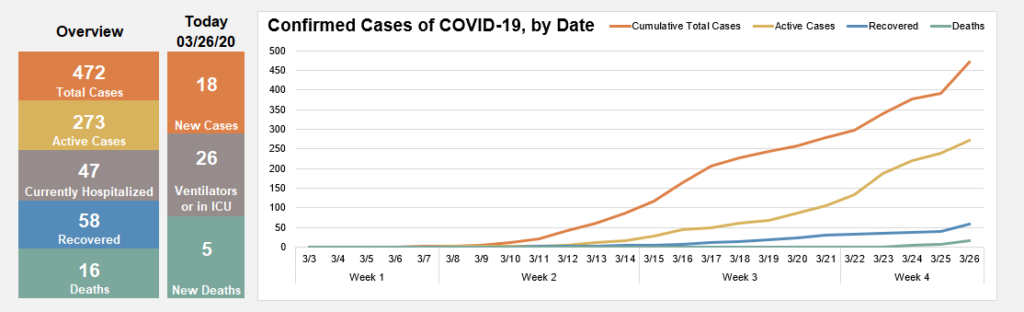 Overview
472
Total Cases
273
Active Cases
47
Currently Hospitalized
58
Recovered
16
Deaths
Today
03/26/20
18
New Cases
26
Ventilators
or in ICU
5
New Deaths
Confirmed Cases of COVID-19, by Date
Cumulative Total Cases Active Cases Recovered Deaths
500
450
400
350
300
250
200
150
100
50
0
3/3 3/4 3/5 3/6 3/7 3/8 3/9 3/10 3/11 3/12 3/13 3/14 3/15 3/16 3/17 3/18 3/19 3/20 3/21 3/22 3/23 3/24 3/25 3/26
Week 1 Week 2 Week 3 Week 4